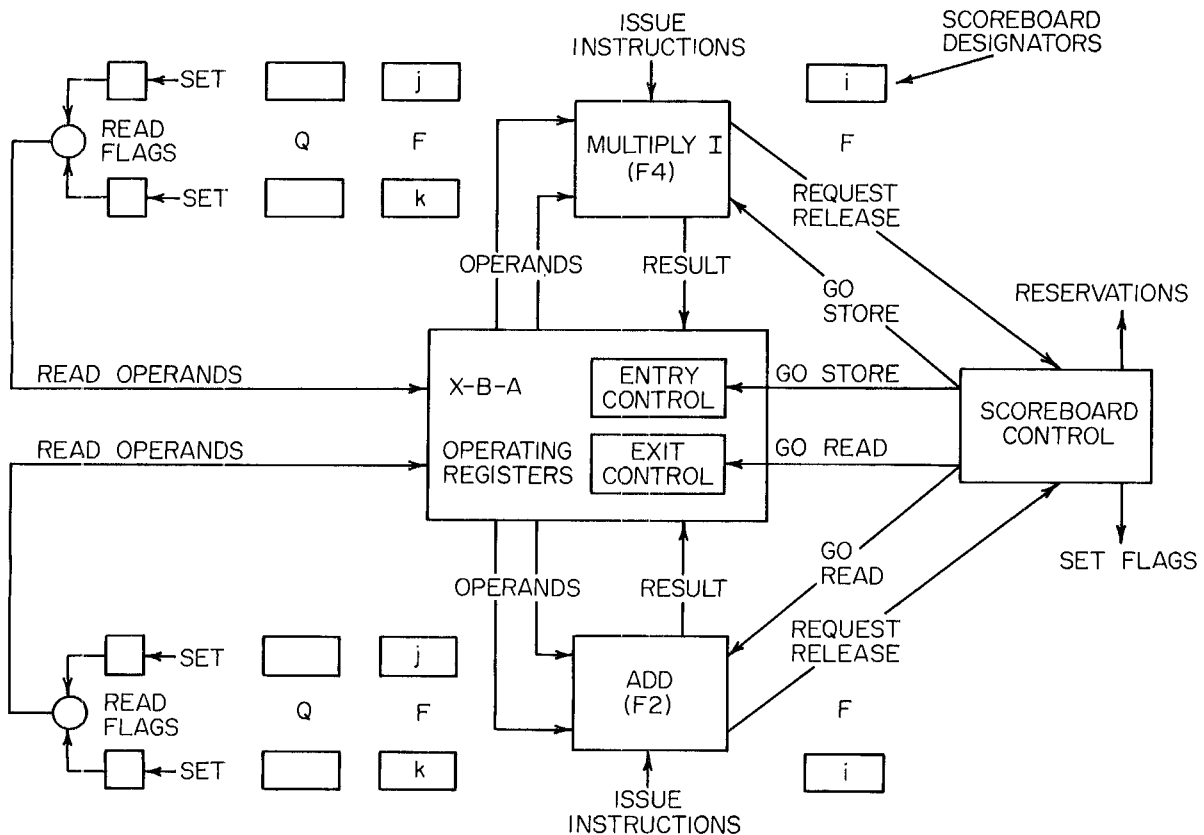 ISSUE
INSTRUCTIONS
SCOREBOARD
DESIGNATORS
SET
j
i
READ
FLAGS
Q
F
MULTIPLY I
(F4)
F
SET
k
REQUEST
RELEASE
OPERANDS
RESULT
GO
STORE
RESERVATIONS
READ OPERANDS
X-B-A
ENTRY
CONTROL
GO STORE
SCOREBOARD
CONTROL
READ OPERANDS
OPERATING
REGISTERS
EXIT
CONTROL
GO READ
GO
READ
SET FLAGS
OPERANDS
RESULT
REQUEST
RELEASE
SET
j
READ
FLAGS
Q
F
ADD
(F2)
F
SET
k
i
ISSUE
INSTRUCTIONS